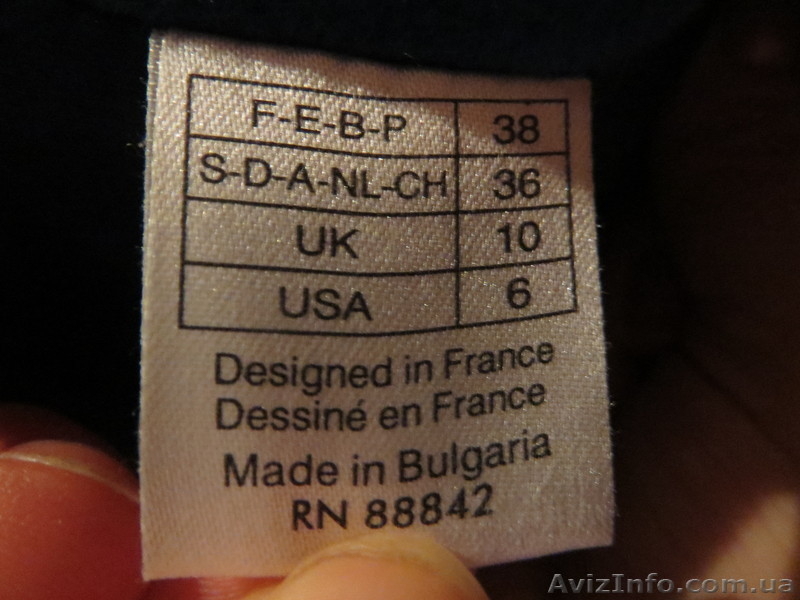 F-E-B-P 38
S-D-A-NL-CH 36
UK 10
USA 6
Designed in France
Dessiné en France
Made in Bulgaria
RN 88842
AvizInfo.com.ua